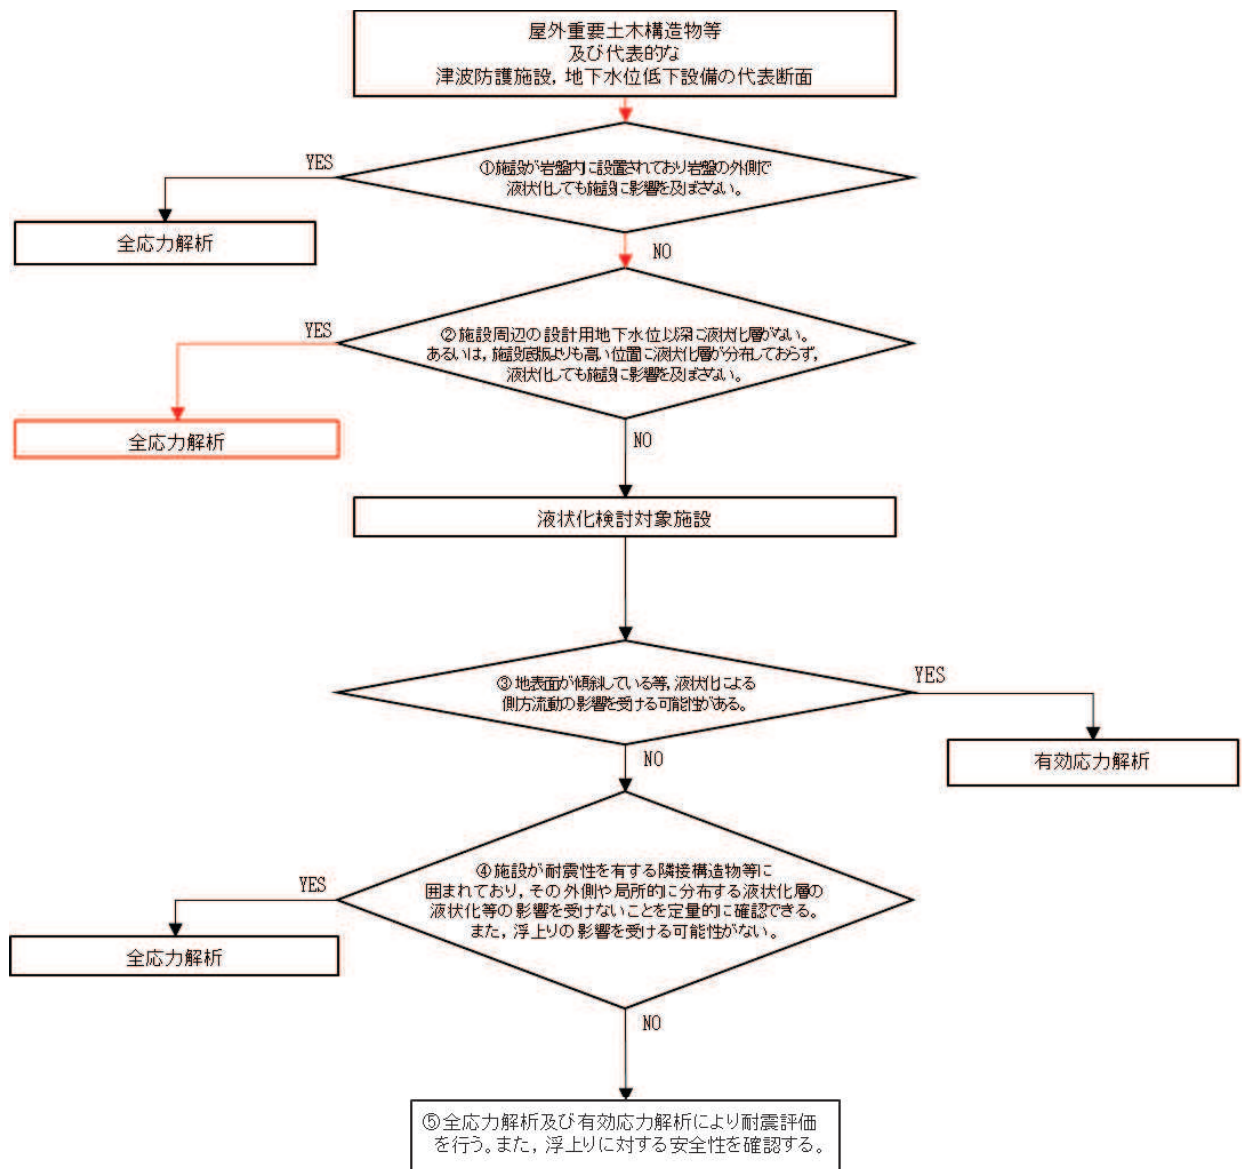 屋外重要土木構造物等
及び代表的な
津波防護施設，地下水位低下設備の代表断面
①施設が岩盤内に設置されており岩盤の外側で
液状化しても施設に影響を及ぼさない。
YES
全応力解析
NO
②施設周辺の設計用地下水位以深に液状化層がない。
あるいは，施設底版よりも高い位置に液状化層が分布しておらず，
液状化しても施設に影響を及ぼさない。
YES
全応力解析
NO
液状化検討対象施設
③地表面が傾斜している等，液状化による
側方流動の影響を受ける可能性がある。
YES
有効応力解析
NO
④施設が耐震性を有する隣接構造物等に
囲まれており，その外側や局所的に分布する液状化層の
液状化等の影響を受けないことを定量的に確認できる。
また，浮上りの影響を受ける可能性がない。
YES
全応力解析
NO
⑤全応力解析及び有効応力解析により耐震評価
を行う。また，浮上りに対する安全性を確認する。